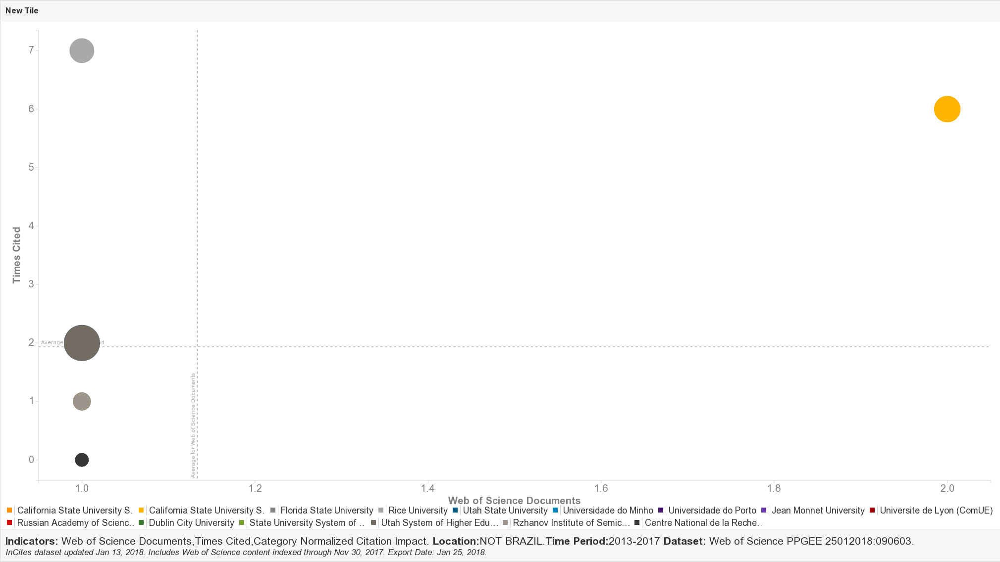 New Tile
7
6
5
4
3
2
1
0
Times Cited
Average
ed
Average for Web of Science Documents
1.0 1.2 1.4 1.6 1.8 2.0
Web of Science Documents
California State University S. California State University S. Florida State University Rice University Utah State University Universidade do Minho Universidade do Porto Jean Monnet University Universite de Lyon (ComUE)
Russian Academy of Scienc.. Dublin City University State University System of .. Utah System of Higher Edu... Rzhanov Institute of Semic... Centre National de la Reche..
Indicators: Web of Science Documents,Times Cited,Category Normalized Citation Impact. Location:NOT BRAZIL.Time Period:2013-2017 Dataset: Web of Science PPGEE 25012018:090603.
InCites dataset updated Jan 13, 2018. Includes Web of Science content indexed through Nov 30, 2017. Export Date: Jan 25, 2018.